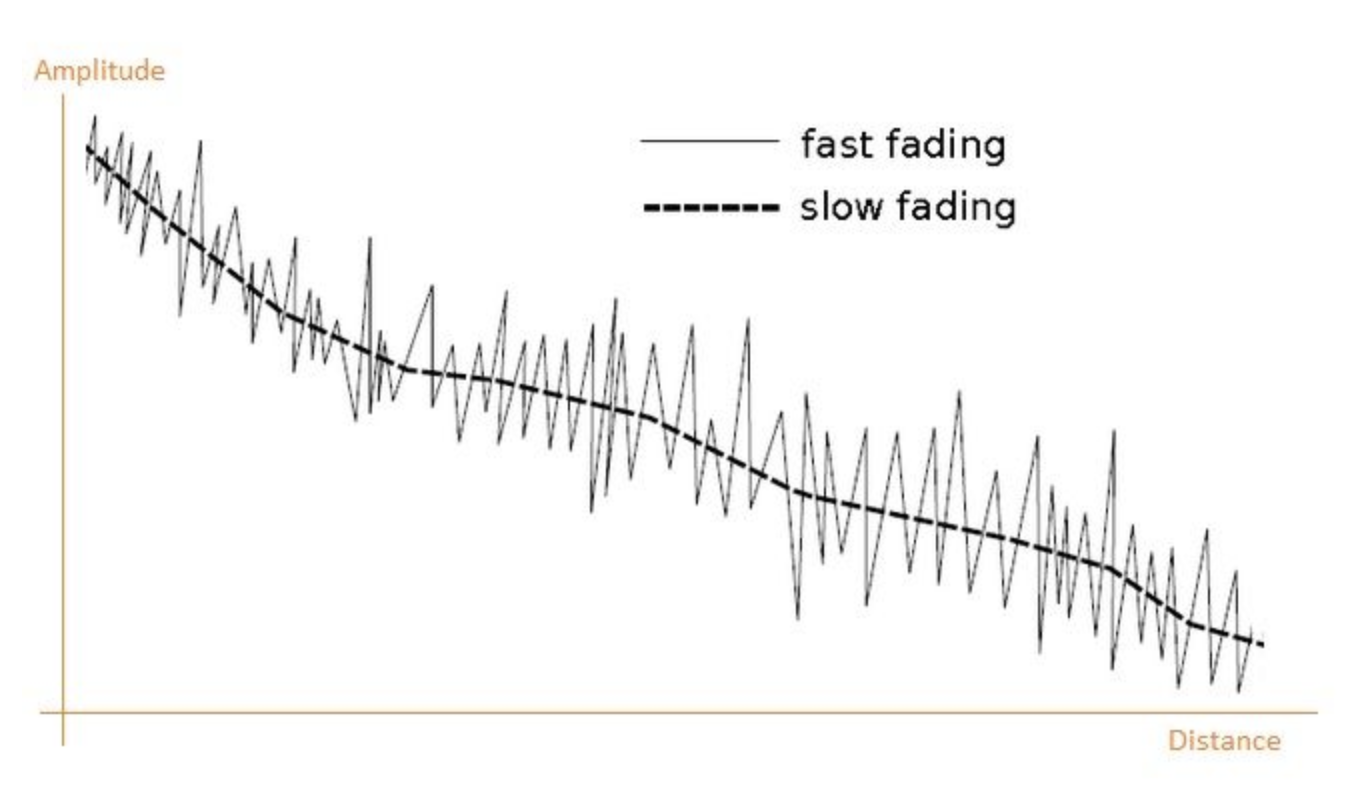 Amplitude
fast fading
slow fading
Distance